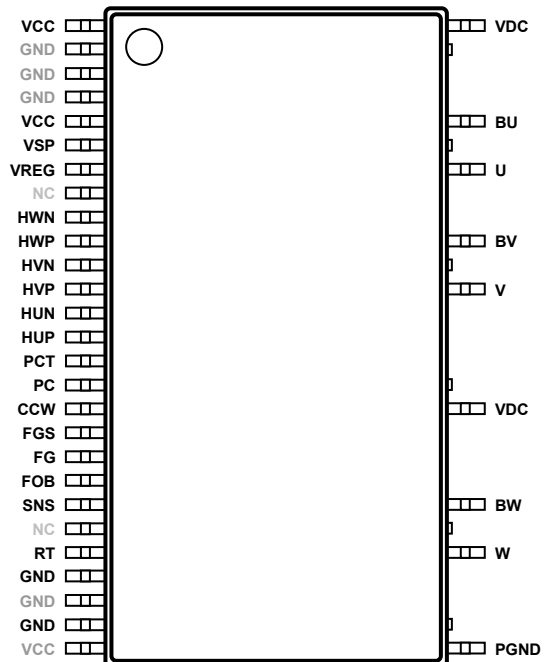 VCC
GND
GND
GND
VCC
VSP
VREG
NC
HWN
HWP
HVN
HVP
HUN
HUP
PCT
PC
CCW
FGS
FG
FOB
SNS
NC
RT
GND
GND
GND
VCC
VDC
BU
U
BV
V
VDC
BW
W
PGND